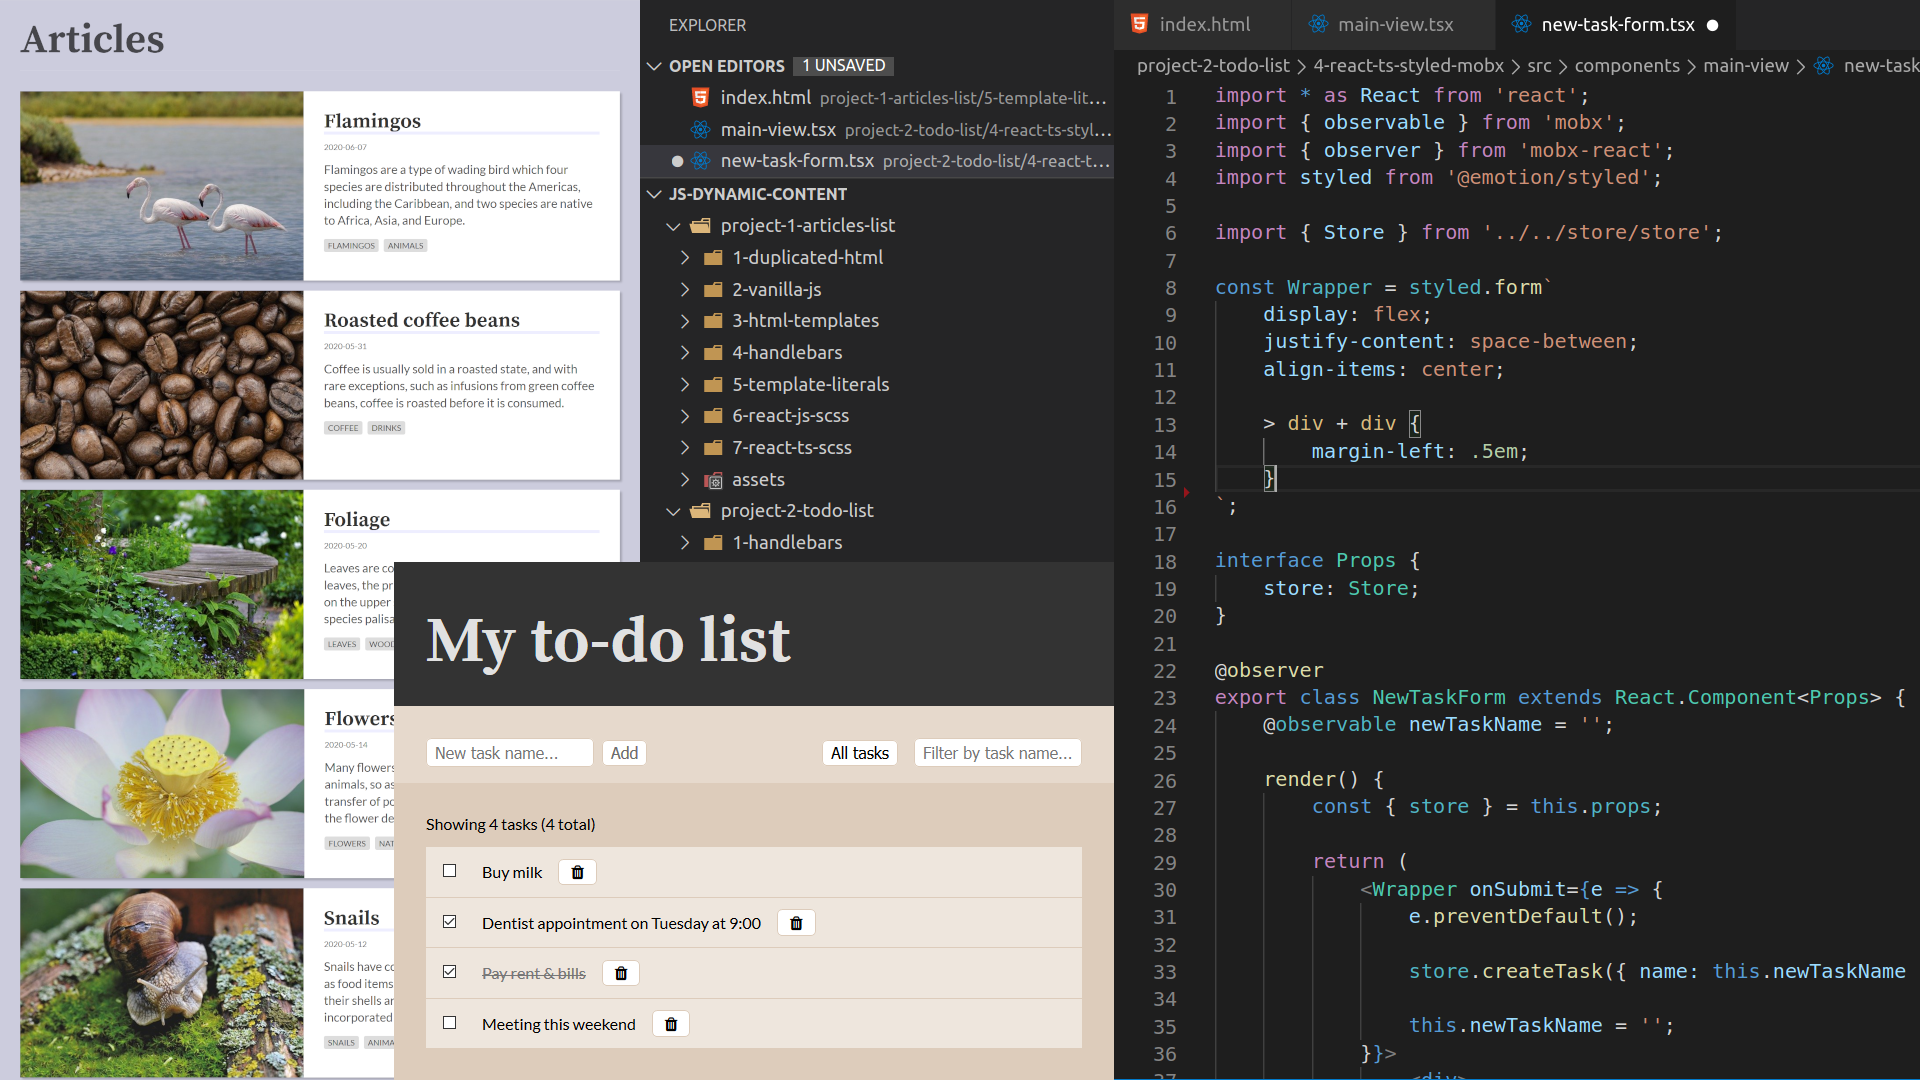 Articles
Flamingos
2020-06-07
Flamingos are a type of wading bird which four
species are distributed throughout the Americas,
including the Caribbean, and two species are native
to Africa, Asia, and Europe.
FLAMINGOS ANIMALS
Roasted coffee beans
2020-05-31
Coffee is usually sold in a roasted state, and with
rare exceptions, such as infusions from green coffee
beans, coffee is roasted before it is consumed.
COFFEE DRINKS
Foliage
2020-05-20
Leaves are co
leaves, the pr
on the upper
species palisa
LEAVES WOOD
Flowers
2020-05-14
Many flowers
animals, so as
transfer of po
the flower de
FLOWERS NAT
Snails
2020-05-12
Snails have co
as food items
their shells ar
incorporated
SNAILS ANIMA
My to-do list
New task name... Add All tasks Filter by task name...
Showing 4 tasks (4 total)
Buy milk
Dentist appointment on Tuesday at 9:00
Pay rent & bills
Meeting this weekend
EXPLORER
OPEN EDITORS 1 UNSAVED
index.html project-1-articles-list/5-template-lit...
main-view.tsx project-2-todo-list/4-react-ts-styl...
new-task-form.tsx project-2-todo-list/4-react-t...
JS-DYNAMIC-CONTENT
project-1-articles-list
1-duplicated-html
2-vanilla-js
3-html-templates
4-handlebars
5-template-literals
6-react-js-scss
7-react-ts-scss
assets
project-2-todo-list
1-handlebars
index.html main-view.tsx new-task-form.tsx
project-2-todo-list > 4-react-ts-styled-mobx > src > components > main-view > new-task
1 import * as React from 'react';
2 import { observable } from 'mobx';
3 import { observer } from 'mobx-react';
4 import styled from '@emotion/styled';
5
6 import { Store } from '../../store/store';
7
8 const Wrapper = styled.form`
9 display: flex;
10 justify-content: space-between;
11 align-items: center;
12
13 > div + div {
14 margin-left: .5em;
15 }
16 `;
17
18 interface Props {
19 store: Store;
20 }
21
22 @observer
23 export class NewTaskForm extends React.Component<Props> {
24 @observable newTaskName = '';
25
26 render() {
27 const { store } = this.props;
28
29 return (
30 <Wrapper onSubmit={e => {
31 e.preventDefault();
32
33 store.createTask({ name: this.newTaskName
34
35 this.newTaskName = '';
36 }}>
37 <div>